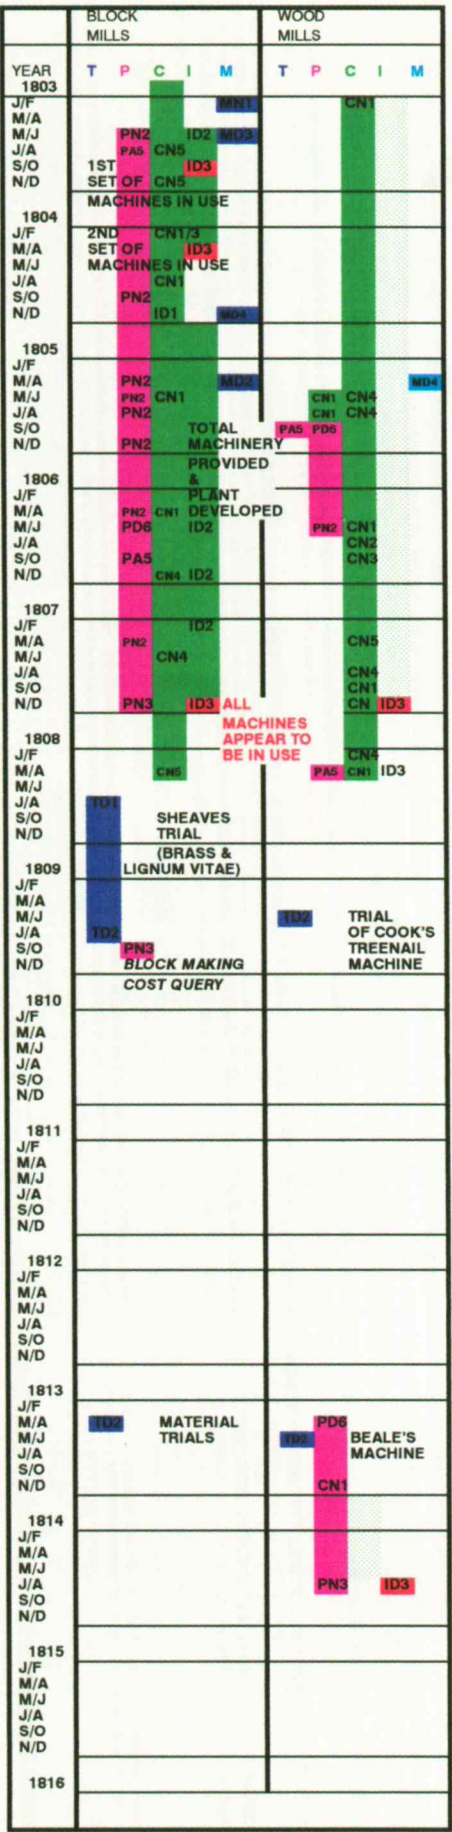 BLOCK WOOD
MILLS MILLS
YEAR T P C I M T P C I M
1803
J/F MN1 CN1
M/A
M/J PN2 ID2 MD3
J/A PA5 CN5
S/O 1ST ID3
N/D SET OF CN5
MACHINES IN USE
1804
J/F 2ND CN1/3
M/A SET OF ID3
M/J MACHINES IN USE
J/A CN1
S/O PN2
N/D ID1 MD4
1805
J/F
M/A PN2 MD2 MD4
M/J PN2 CN1 CN1 CN4
J/A PN2 CN1 CN4
S/O TOTAL PA5 PD6
N/D PN2 MACHINERY
PROVIDED
1806 &
J/F PLANT
M/A PN2 CN1 DEVELOPED
M/J PD6 ID2 PN2 CN1
J/A CN2
S/O PA5 CN3
N/D CN4 ID2
1807
J/F ID2
M/A PN2 CN5
M/J CN4
J/A CN4
S/O CN1
N/D PN3 ID3 ALL CN ID3
MACHINES
1808 APPEAR TO
J/F BE IN USE CN4
M/A CN5 PA5 CN1 ID3
M/J
J/A TD1
S/O SHEAVES
N/D TRIAL
(BRASS &
1809 LIGNUM VITAE)
J/F
M/A
M/J TD2 TRIAL
J/A TD2 OF COOK'S
S/O PN3 TREENAIL
N/D BLOCK MAKING MACHINE
COST QUERY
1810
J/F
M/A
M/J
J/A
S/O
N/D
1811
J/F
M/A
M/J
J/A
S/O
N/D
1812
J/F
M/A
M/J
J/A
S/O
N/D
1813
J/F
M/A TD2 MATERIAL PD6
M/J TRIALS TD2 BEALE'S
J/A MACHINE
S/O
N/D CN1
1814
J/F
M/A
M/J
J/A PN3 ID3
S/O
N/D
1815
J/F
M/A
M/J
J/A
S/O
N/D
1816